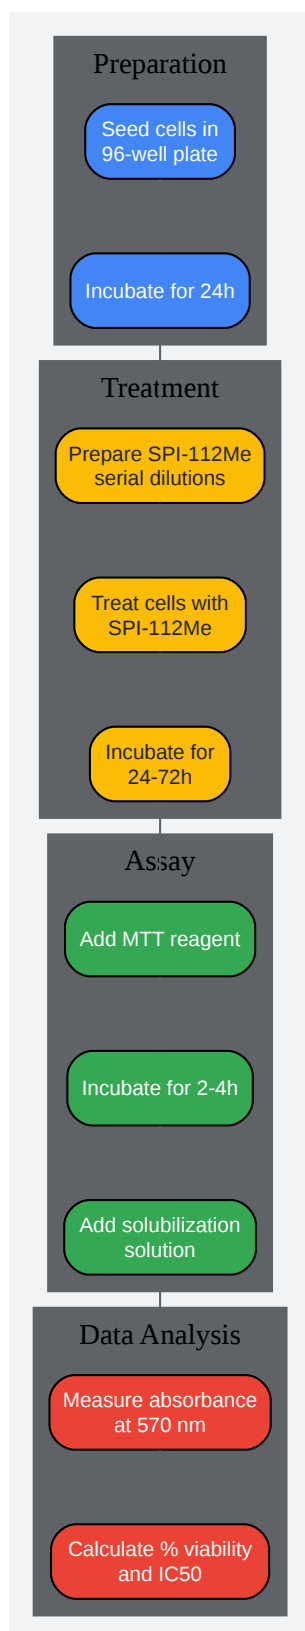 Preparation
Seed cells in
96-well plate
Incubate for 24h
Treatment
Prepare SPI-112Me
serial dilutions
Treat cells with
SPI-112Me
Incubate for
24-72h
Assay
Add MTT reagent
Incubate for 2-4h
Add solubilization
solution
Data Analysis
Measure absorbance
at 570 nm
Calculate % viability
and IC50